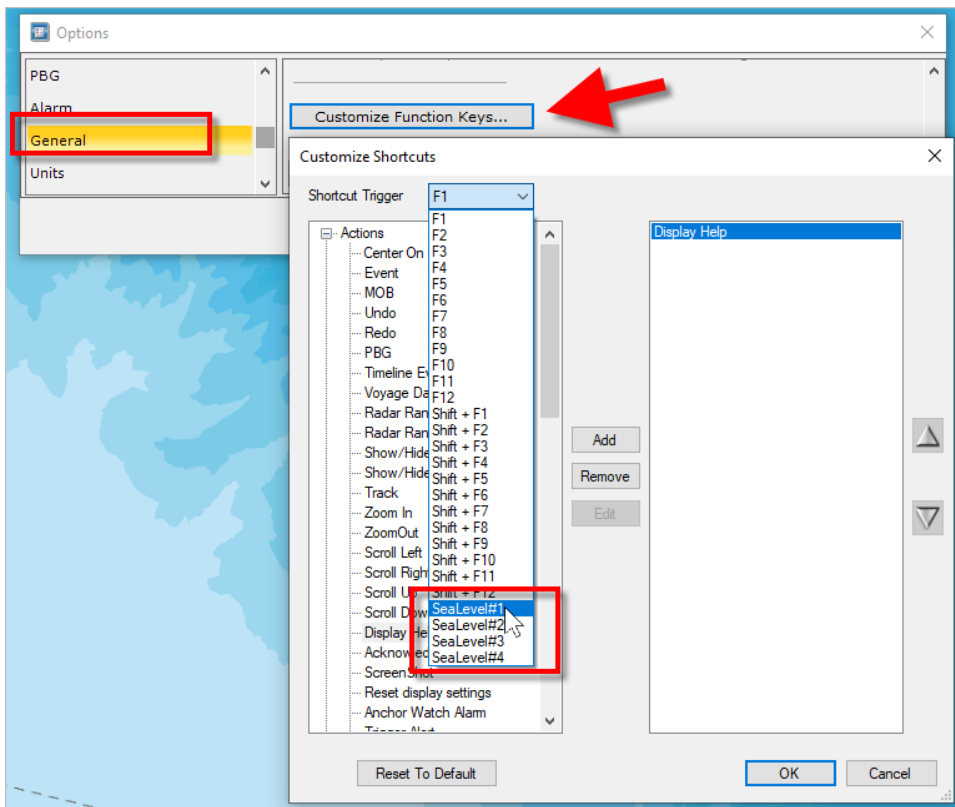 Options
PBG
Alarm
General
Units
Customize Function Keys...
Customize Shortcuts
Shortcut Trigger
F1
F1
F2
F3
F4
F5
F6
F7
F8
F9
F10
F11
F12
Shift + F1
Shift + F2
Shift + F3
Shift + F4
Shift + F5
Shift + F6
Shift + F7
Shift + F8
Shift + F9
Shift + F10
Shift + F11
Shift + F12
SeaLevel#1
SeaLevel#2
SeaLevel#3
SeaLevel#4
Actions
Center On
Event
MOB
Undo
Redo
PBG
Timeline
Voyage
Radar
Radar
Show/Hide
Show/Hide
Track
Zoom In
ZoomOut
Scroll Left
Scroll Right
Scroll
Scroll
Display
ScreenShot
Reset display settings
Anchor Watch Alarm
Display Help
Add
Remove
Edit
Reset To Default
OK
Cancel